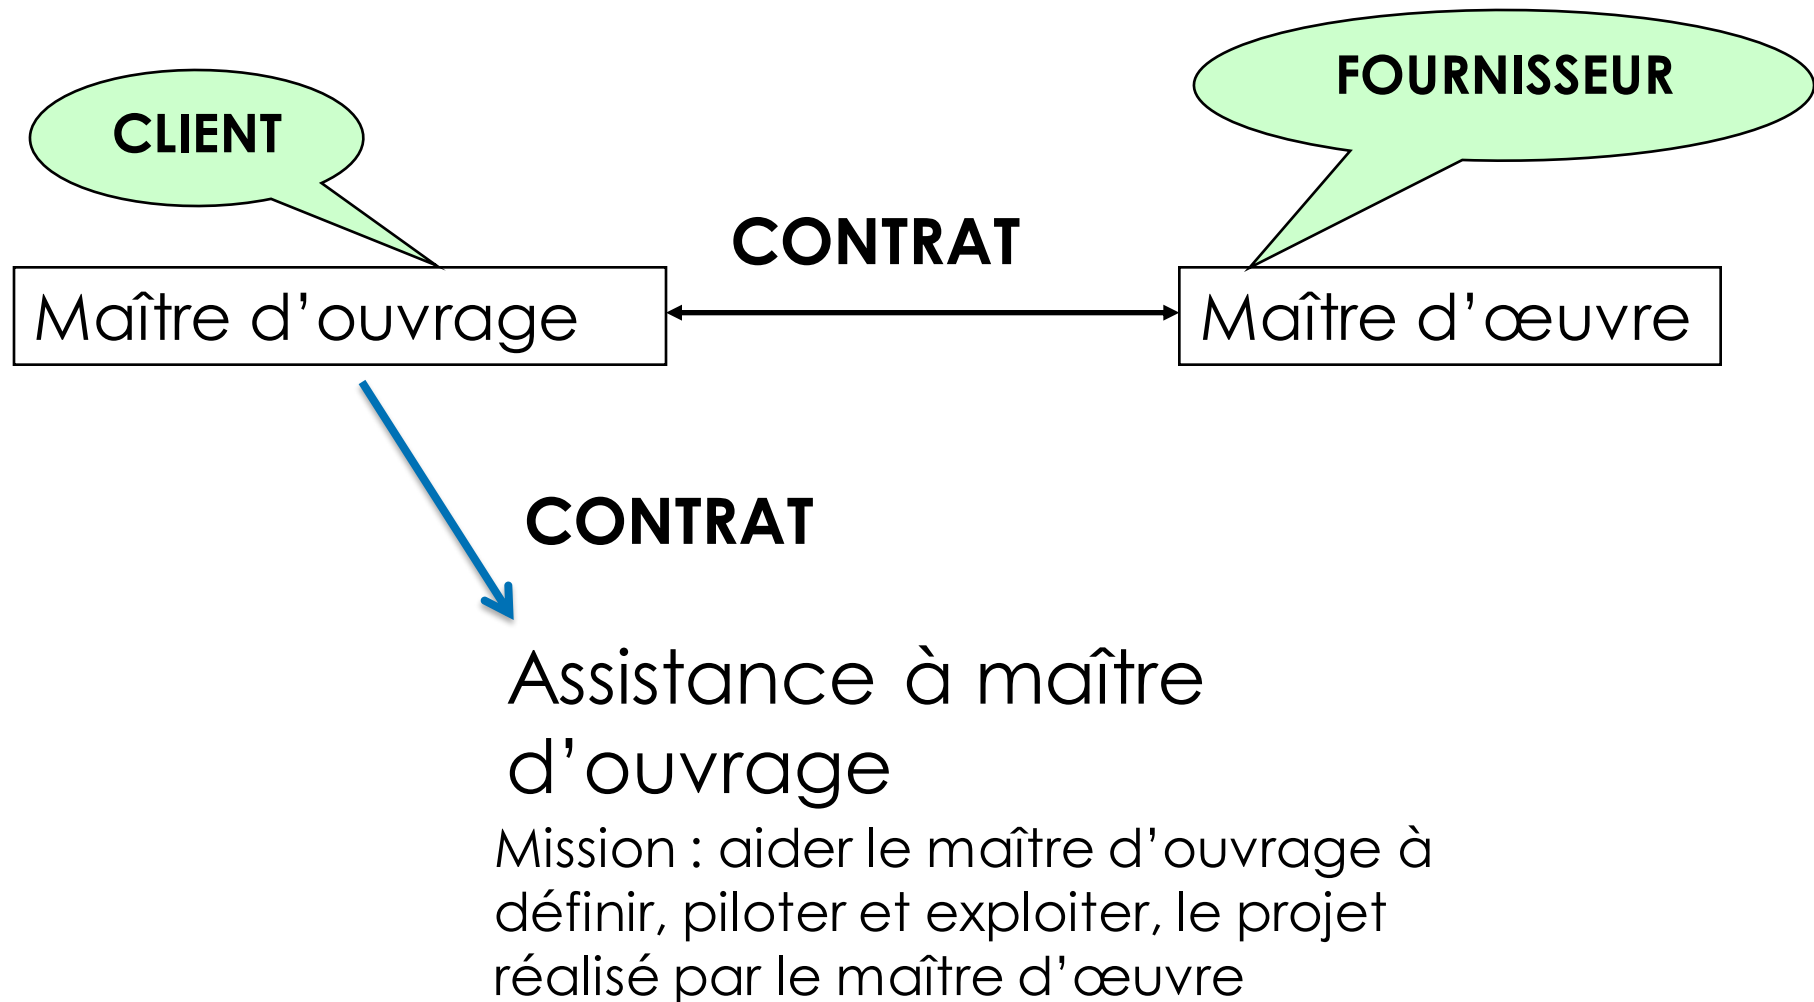 CLIENT
FOURNISSEUR
CONTRAT
Maître d’ouvrage
Maître d’œuvre
CONTRAT
Assistance à maître
d’ouvrage
Mission : aider le maître d’ouvrage à
définir, piloter et exploiter, le projet
réalisé par le maître d’œuvre